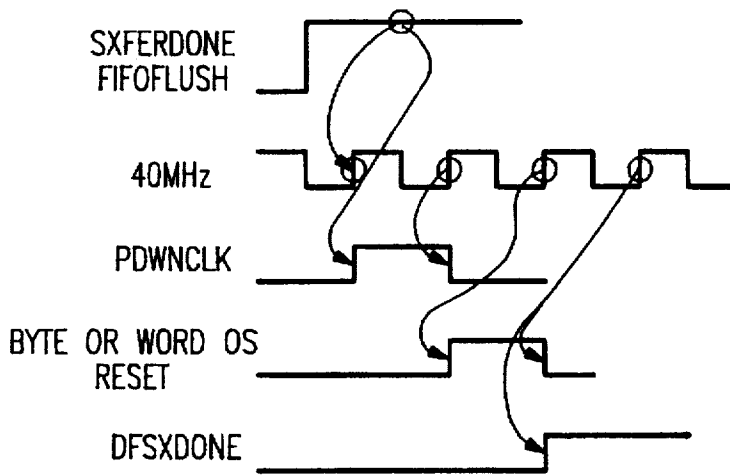 SXFERDONE
FIFOFLUSH
40MHz
PDWNCLK
BYTE OR WORD OS
RESET
DFSXDONE